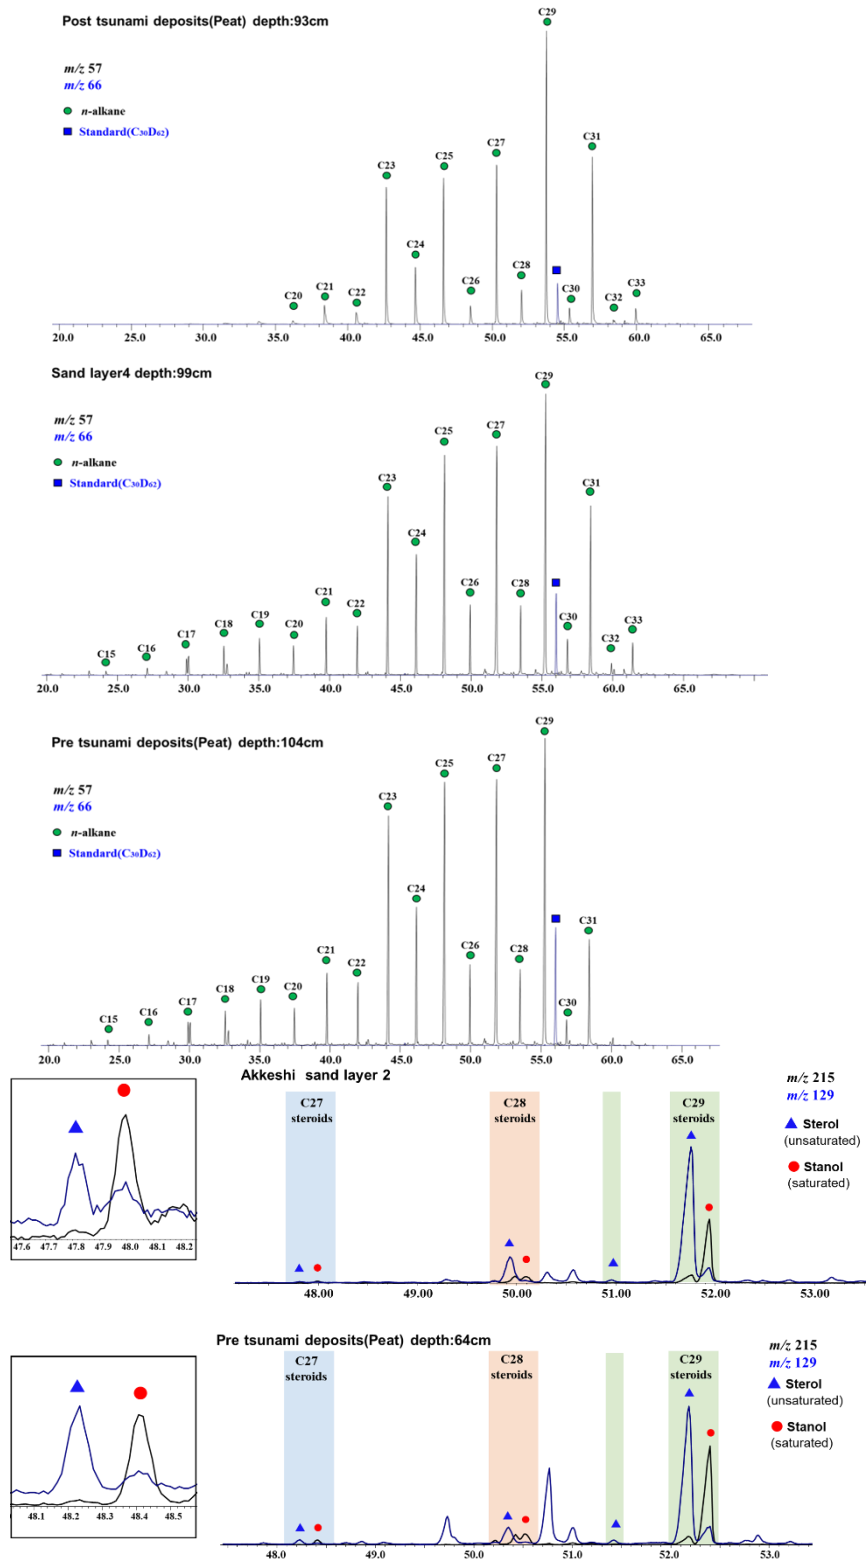 Post tsunami deposits(Peat) depth:93cm
m/z 57
m/z 66
n-alkane
Standard(C30D62)
C29
C31
C27
C25
C23
C24
C28
C26
C21
C20
C22
C30
C32
C33
20.0 25.0 30.0 35.0 40.0 45.0 50.0 55.0 60.0 65.0
Sand layer4 depth:99cm
m/z 57
m/z 66
n-alkane
Standard(C30D62)
C29
C25
C27
C23
C31
C24
C26
C28
C21
C22
C19
C18
C20
C17
C16
C15
C30
C32
C33
20.0 25.0 30.0 35.0 40.0 45.0 50.0 55.0 60.0 65.0
Pre tsunami deposits(Peat) depth:104cm
m/z 57
m/z 66
n-alkane
Standard(C30D62)
C29
C27
C25
C23
C24
C31
C26
C28
C21
C22
C19
C18
C20
C17
C16
C15
C30
20.0 25.0 30.0 35.0 40.0 45.0 50.0 55.0 60.0 65.0
Akkeshi sand layer 2
m/z 215
m/z 129
Sterol
(unsaturated)
Stanol
(saturated)
C27
steroids
C28
steroids
C29
steroids
47.6 47.7 47.8 47.9 48.0 48.1 48.2
48.00 49.00 50.00 51.00 52.00 53.00
Pre tsunami deposits(Peat) depth:64cm
m/z 215
m/z 129
Sterol
(unsaturated)
Stanol
(saturated)
C27
steroids
C28
steroids
C29
steroids
48.1 48.2 48.3 48.4 48.5
48.0 49.0 50.0 51.0 52.0 53.0